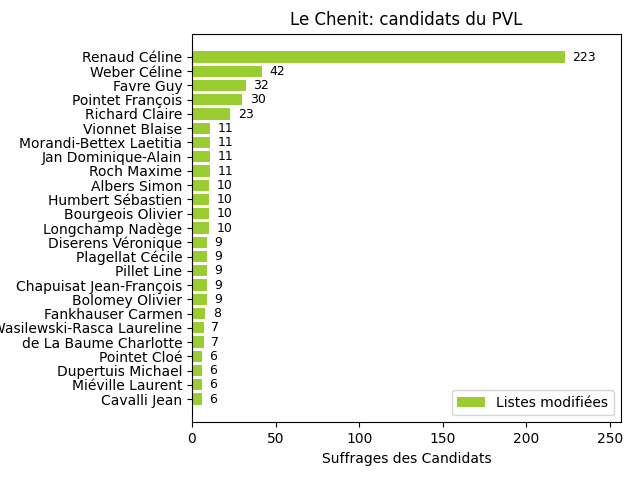 Le Chenit: candidats du PVL
Renaud Céline 223
Weber Céline 42
Favre Guy 32
Pointet François 30
Richard Claire 23
Vionnet Blaise 11
Morandi-Bettex Laetitia 11
Jan Dominique-Alain 11
Roch Maxime 11
Albers Simon 10
Humbert Sébastien 10
Bourgeois Olivier 10
Longchamp Nadège 10
Diserens Véronique 9
Plagellat Cécile 9
Pillet Line 9
Chapuisat Jean-François 9
Bolomey Olivier 9
Fankhauser Carmen 8
Wasilewski-Rasca Laureline 7
de La Baume Charlotte 7
Pointet Cloé 6
Dupertuis Michael 6
Miéville Laurent 6
Cavalli Jean 6
Listes modifiées
0 50 100 150 200 250
Suffrages des Candidats